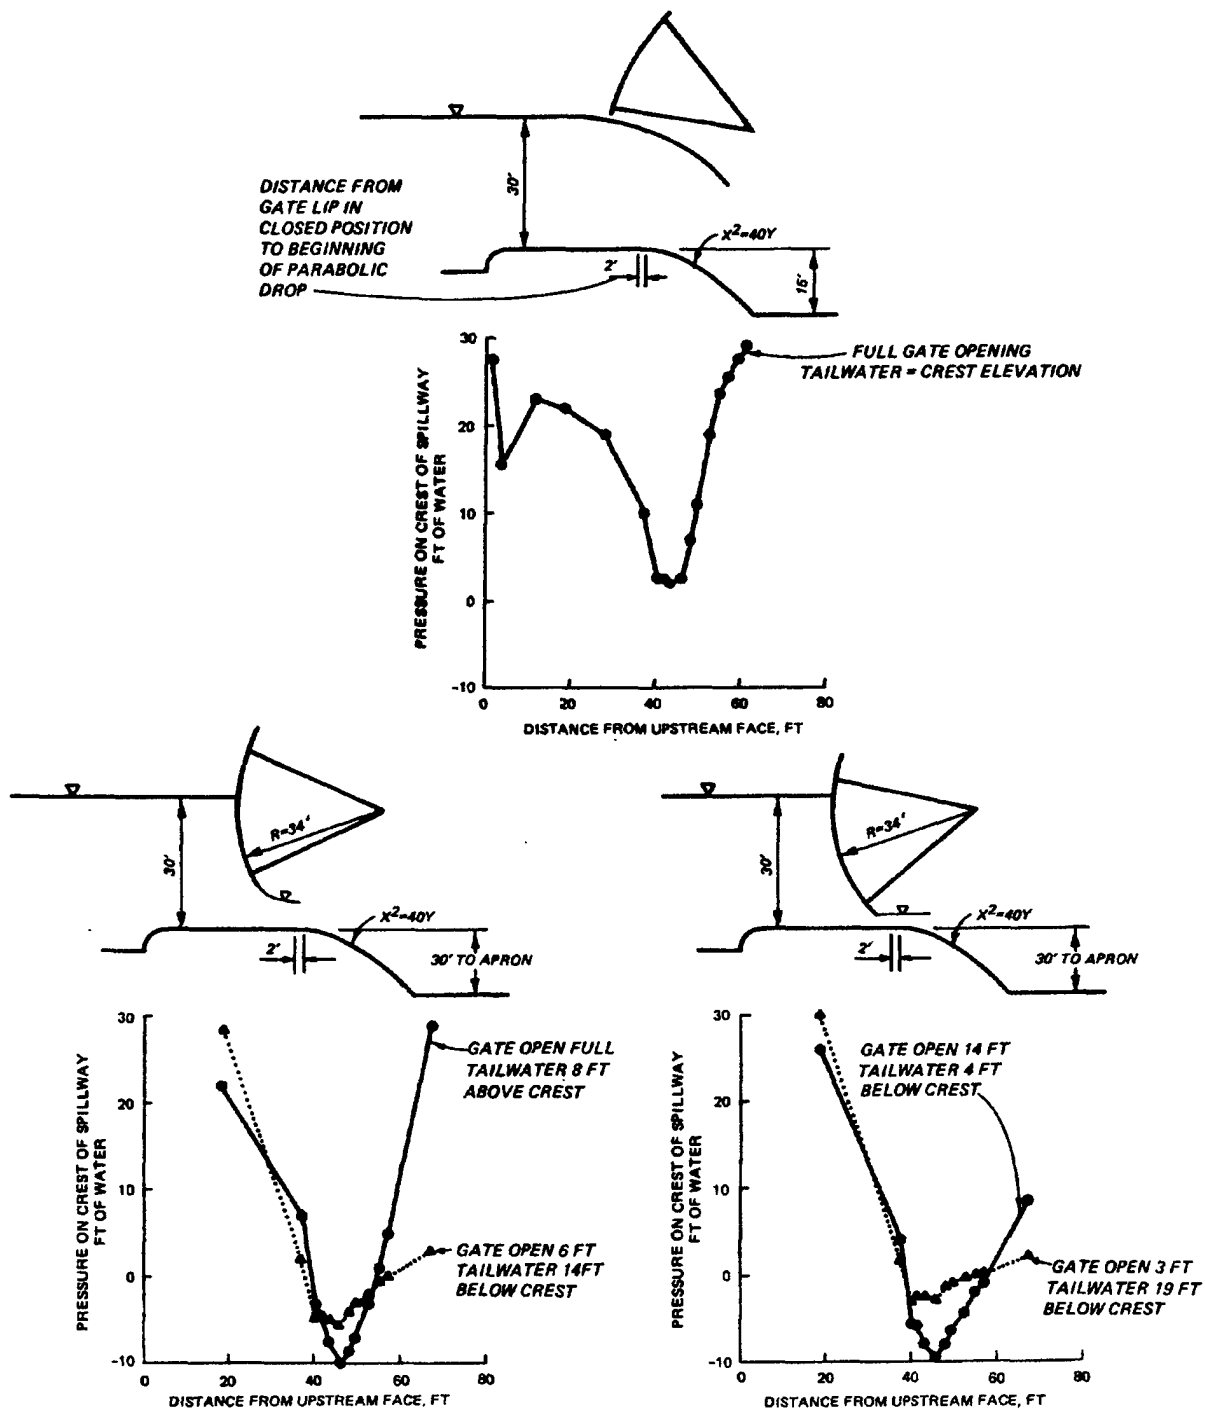 DISTANCE FROM
GATE LIP IN
CLOSED POSITION
TO BEGINNING
OF PARABOLIC
DROP
30'
X²=40Y
2'
15'
FULL GATE OPENING
TAILWATER = CREST ELEVATION
PRESSURE ON CREST OF SPILLWAY
FT OF WATER
30
20
10
0
-10
0 20 40 60 80
DISTANCE FROM UPSTREAM FACE, FT
R=34'
30'
X²=40Y
2'
30' TO APRON
PRESSURE ON CREST OF SPILLWAY
FT OF WATER
30
20
10
0
-10
GATE OPEN FULL
TAILWATER 8 FT
ABOVE CREST
GATE OPEN 6 FT
TAILWATER 14FT
BELOW CREST
0 20 40 60 80
DISTANCE FROM UPSTREAM FACE, FT
R=34'
30'
X²=40Y
2'
30' TO APRON
PRESSURE ON CREST OF SPILLWAY
FT OF WATER
30
20
10
0
-10
GATE OPEN 14 FT
TAILWATER 4 FT
BELOW CREST
GATE OPEN 3 FT
TAILWATER 19 FT
BELOW CREST
0 20 40 60 80
DISTANCE FROM UPSTREAM FACE, FT